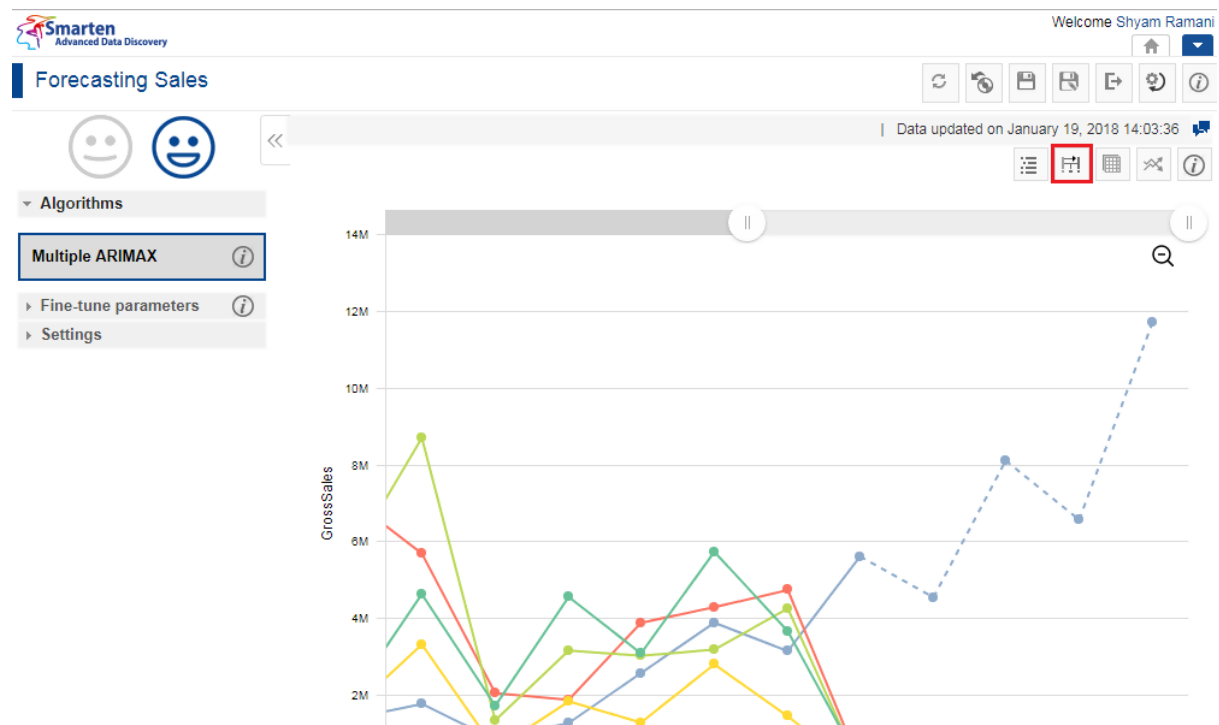 Smarten
Advanced Data Discovery
Welcome Shyam Ramani
Forecasting Sales
| Data updated on January 19, 2018 14:03:36
Algorithms
Multiple ARIMAX
Fine-tune parameters
Settings
14M
12M
10M
8M
6M
4M
2M
GrossSales